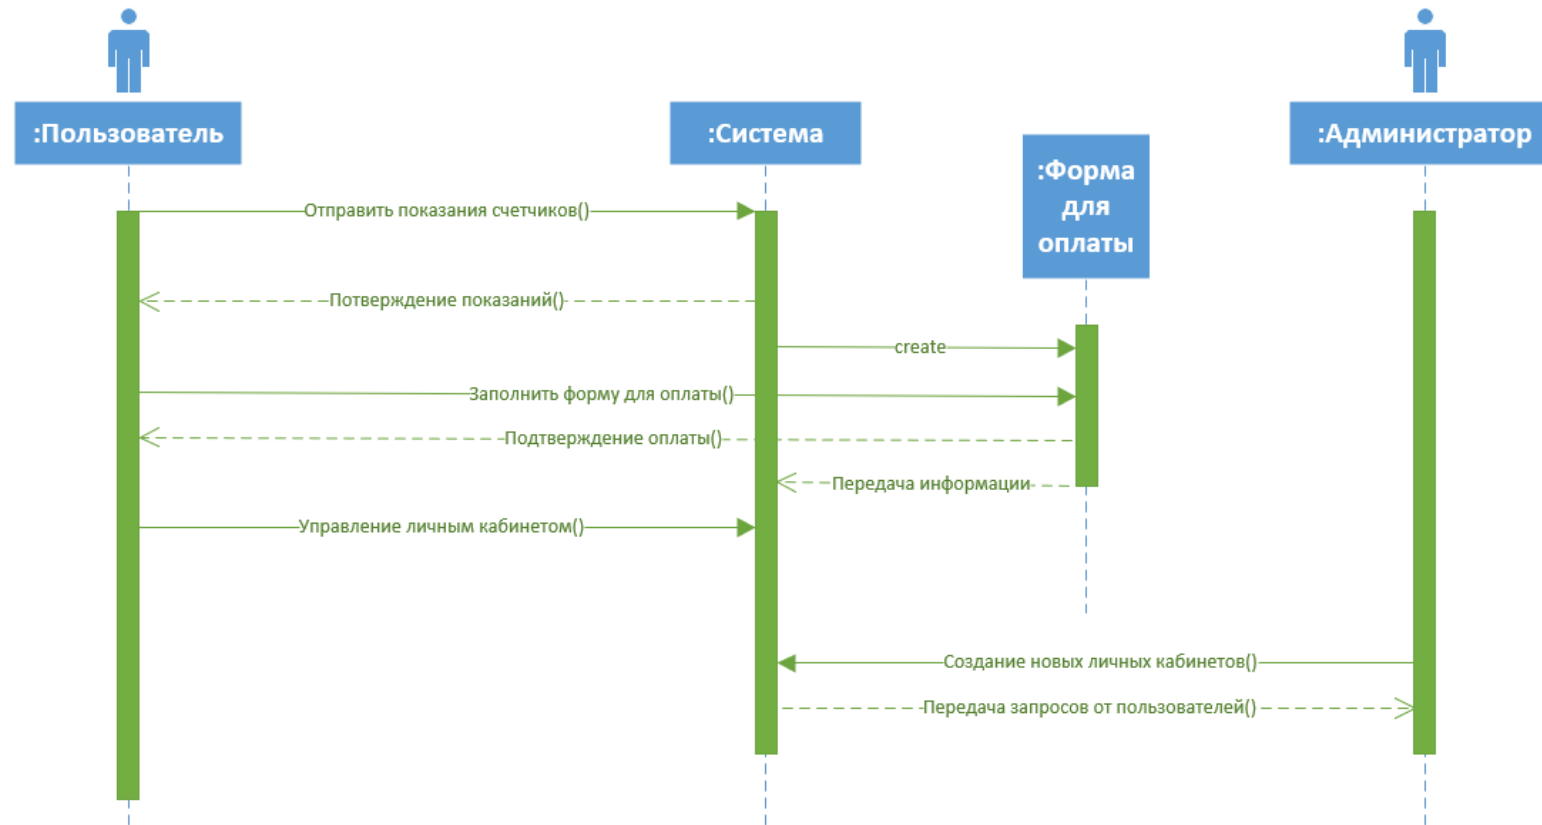 :Пользователь
:Система
:Администратор
:Форма
для
оплаты
Отправить показания счетчиков()
Потверждение показаний()
create
Заполнить форму для оплаты()
Подтверждение оплаты()
Передача информации
Управление личным кабинетом()
Создание новых личных кабинетов()
Передача запросов от пользователей()